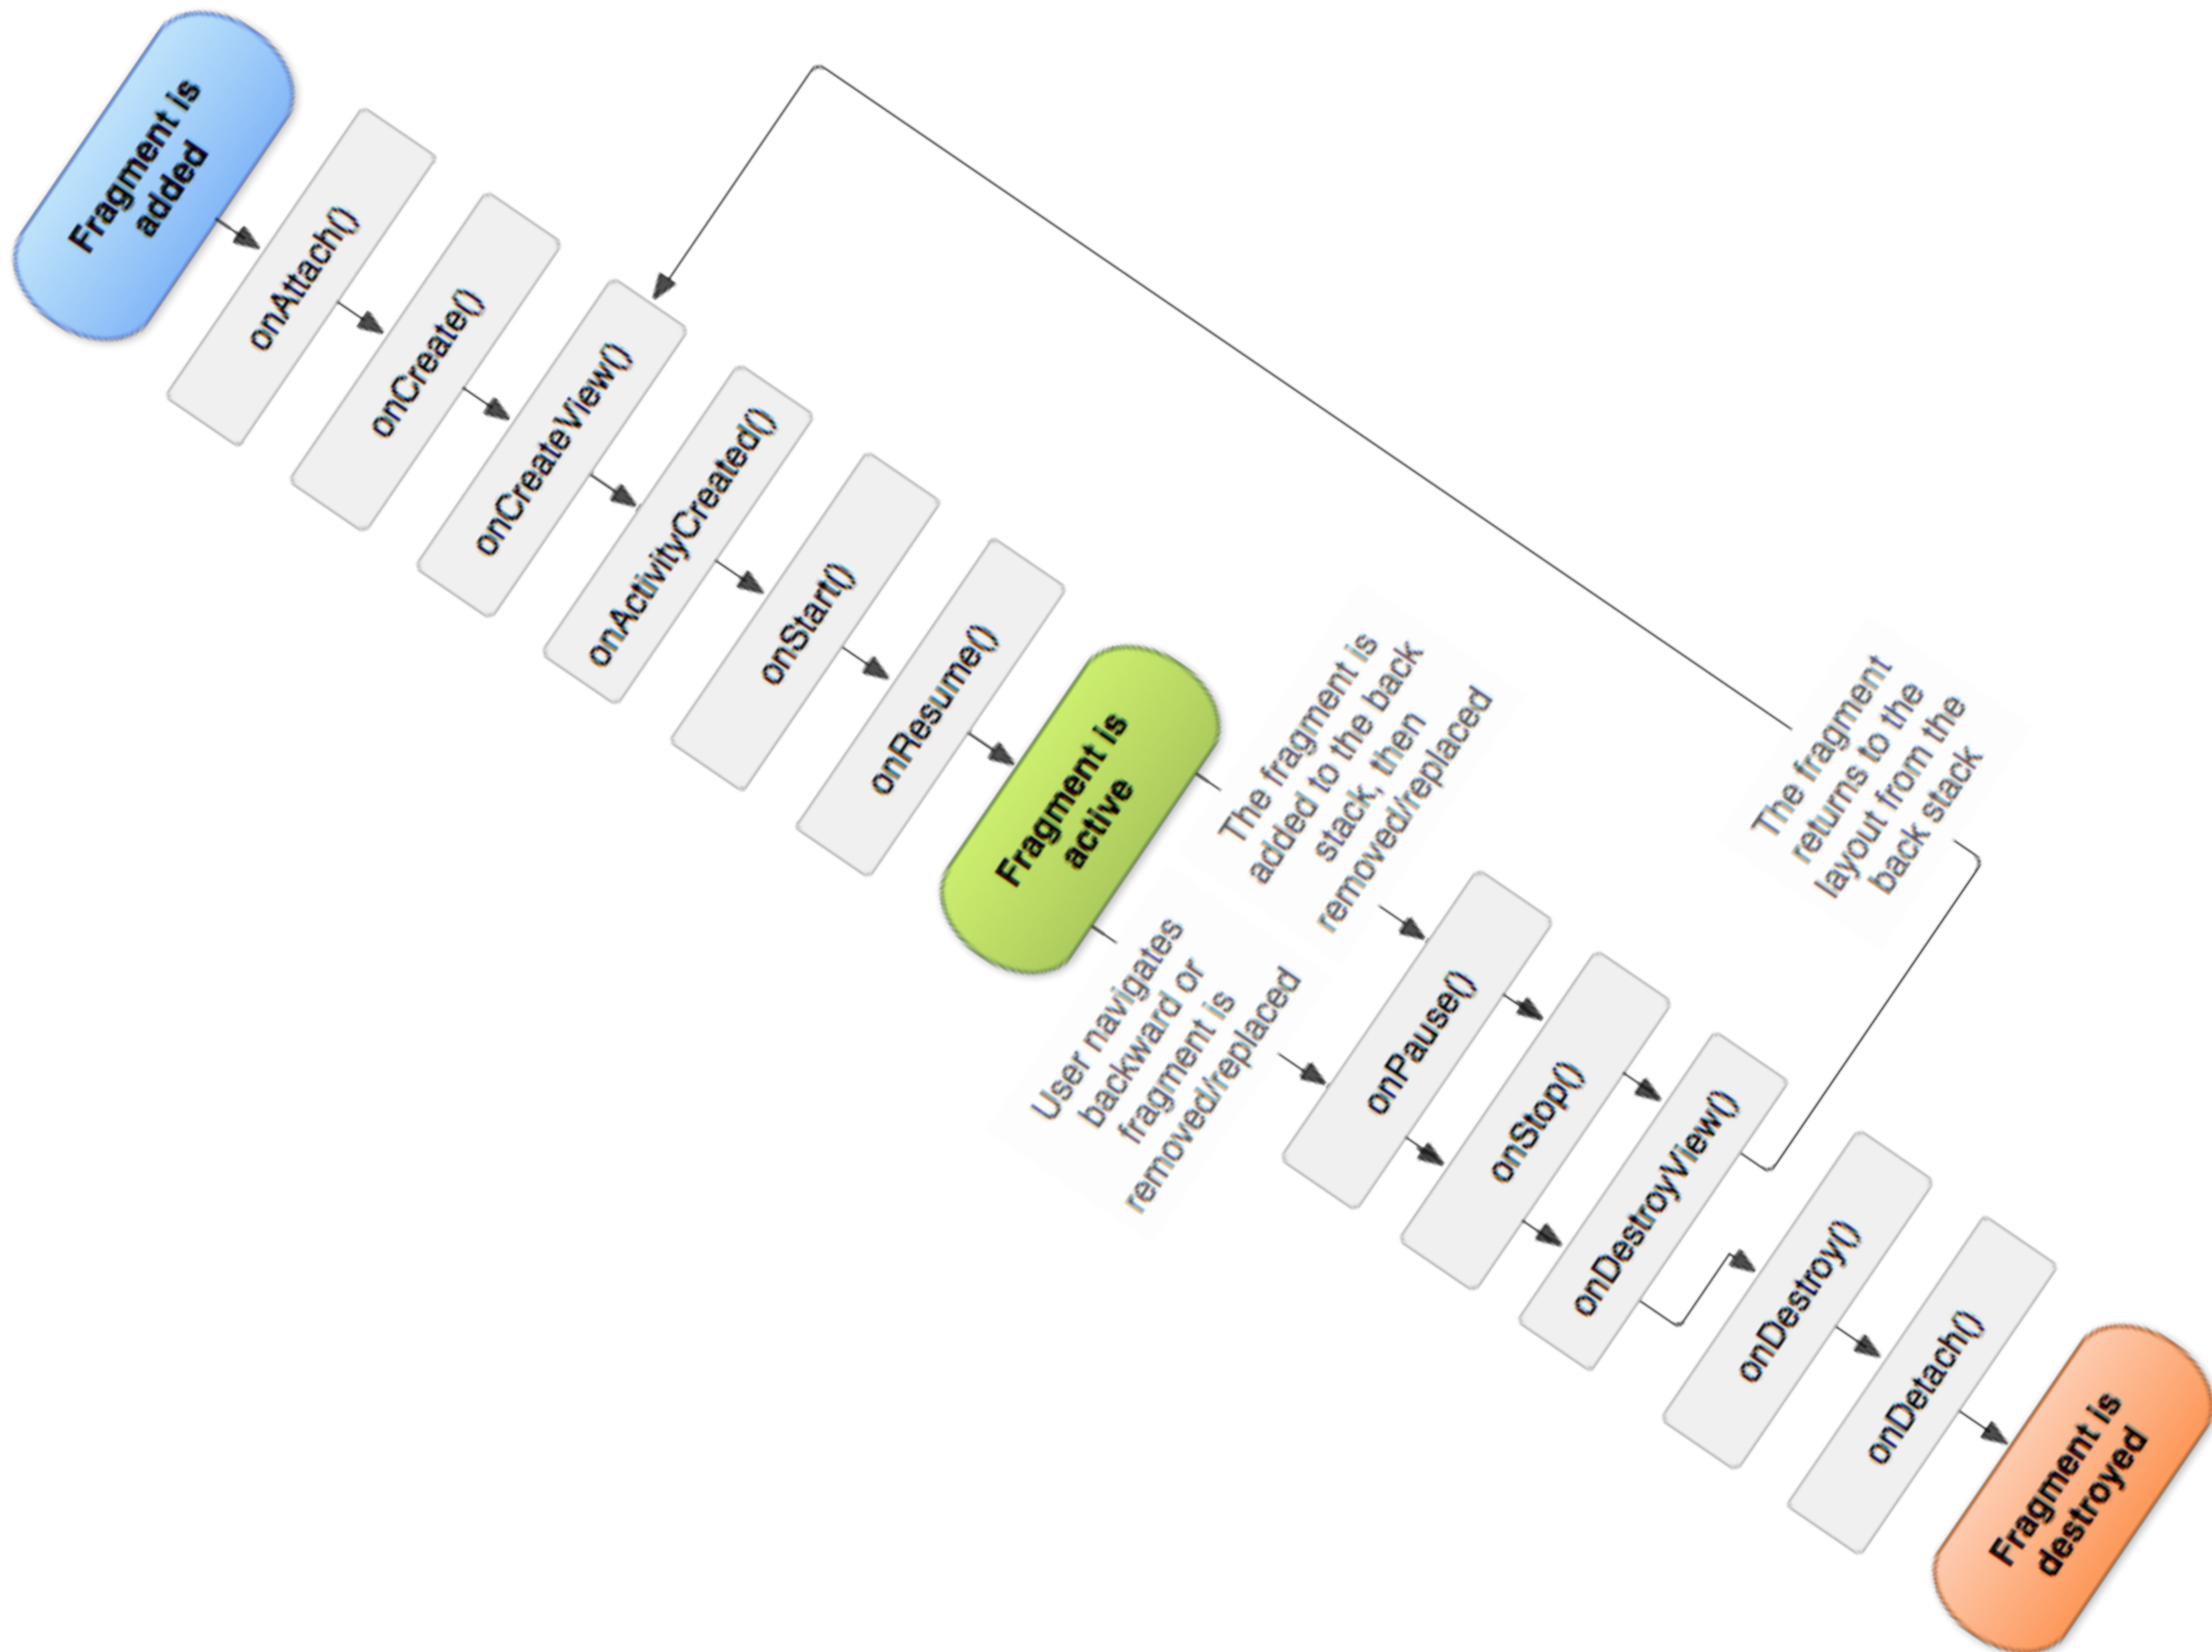 Fragment is
added
onAttach()
onCreate()
onCreateView()
onActivityCreated()
onStart()
onResume()
Fragment is
active
User navigates
backward or
fragment is
removed/replaced
The fragment is
added to the back
stack, then
removed/replaced
The fragment
returns to the
layout from the
back stack
onPause()
onStop()
onDestroyView()
onDestroy()
onDetach()
Fragment is
destroyed